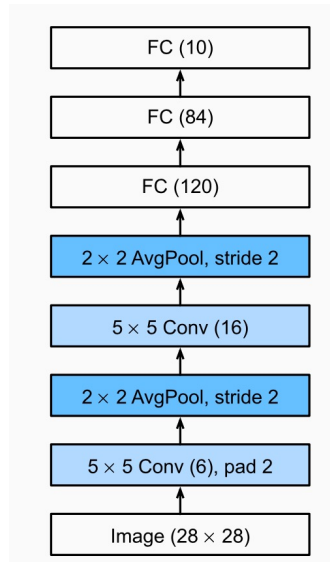 FC (10)
FC (84)
FC (120)
2 × 2 AvgPool, stride 2
5 × 5 Conv (16)
2 × 2 AvgPool, stride 2
5 × 5 Conv (6), pad 2
Image (28 × 28)